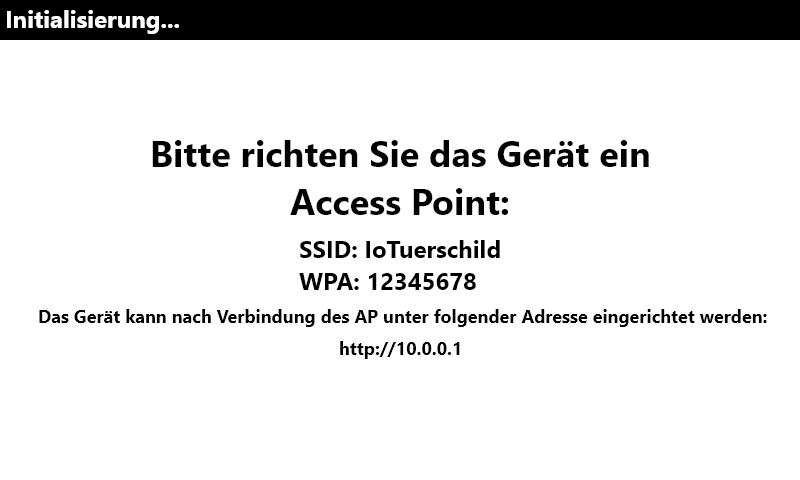 Initialisierung...
Bitte richten Sie das Gerät ein
Access Point:
SSID: IoTuerschild
WPA: 12345678
Das Gerät kann nach Verbindung des AP unter folgender Adresse eingerichtet werden:
http://10.0.0.1